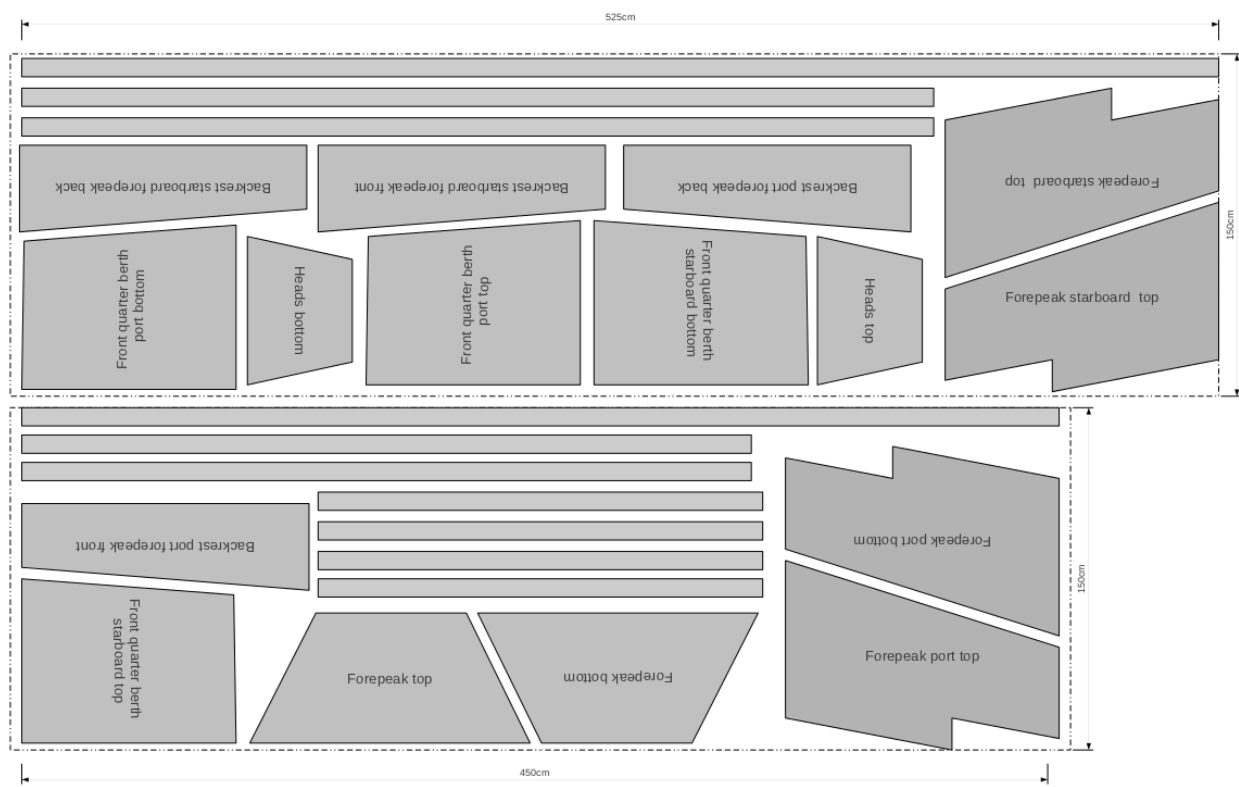 525cm
150cm
Backrest starboard forepeak back
Backrest starboard forepeak front
Backrest port forepeak back
Forepeak starboard  top
Front quarter berth
port bottom
Heads bottom
Front quarter berth
port top
Front quarter berth
starboard bottom
Heads top
Forepeak starboard  top
150cm
Backrest port forepeak front
Forepeak port bottom
Front quarter berth
starboard top
Forepeak top
Forepeak bottom
Forepeak port top
450cm